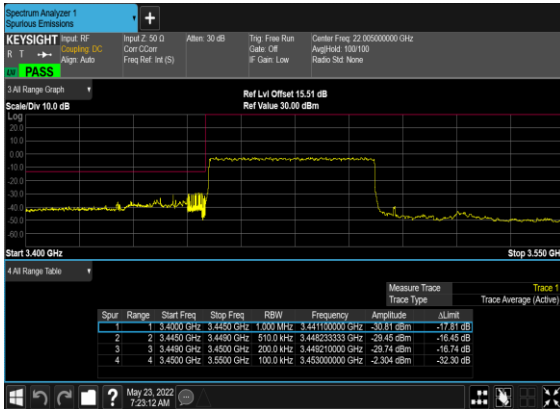 Spectrum Analyzer 1
Spurious Emissions
+
KEYSIGHT Input: RF Input Z: 50 Ω Atten: 30 dB Trig: Free Run Center Freq: 22.005000000 GHz
R T Coupling: DC Corr CCorr Gate: Off Avg|Hold: 100/100
Align: Auto Freq Ref: Int (S) IF Gain: Low Radio Std: None
LXI PASS
3 All Range Graph
Ref Lvl Offset 15.51 dB
Scale/Div 10.0 dB Ref Value 30.00 dBm
Log
20.0
10.0
0.00
-10.0
-20.0
-30.0
-40.0
-50.0
-60.0
Start 3.400 GHz Stop 3.550 GH
4 All Range Table
Measure Trace Trace 1
Trace Type Trace Average (Active)
Spur Range Start Freq Stop Freq RBW Frequency Amplitude ΔLimit
1 1 3.4000 GHz 3.4450 GHz 1.000 MHz 3.441100000 GHz -30.81 dBm -17.81 dB
2 2 3.4450 GHz 3.4490 GHz 510.0 kHz 3.448233333 GHz -29.45 dBm -16.45 dB
3 3 3.4490 GHz 3.4500 GHz 200.0 kHz 3.449210000 GHz -29.74 dBm -16.74 dB
4 4 3.4500 GHz 3.5500 GHz 100.0 kHz 3.453000000 GHz -2.304 dBm -32.30 dB
? May 23, 2022
7:23:12 AM